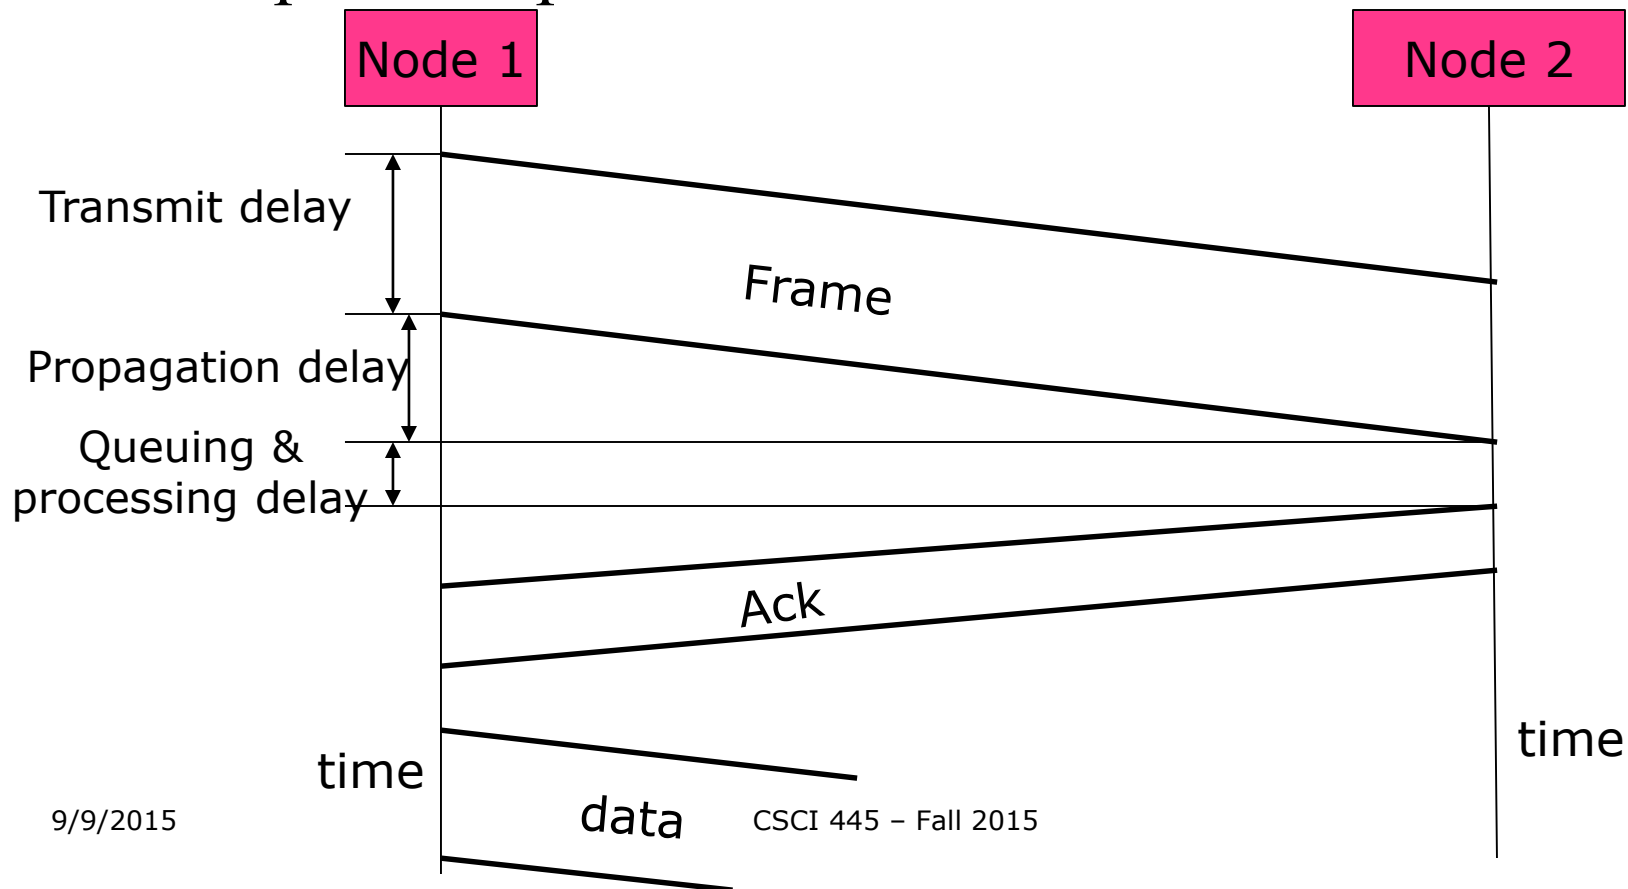 Node 1
Node 2
Transmit delay
Frame
Propagation delay
Queuing &
processing delay
Ack
time
time
data
9/9/2015
CSCI 445 – Fall 2015